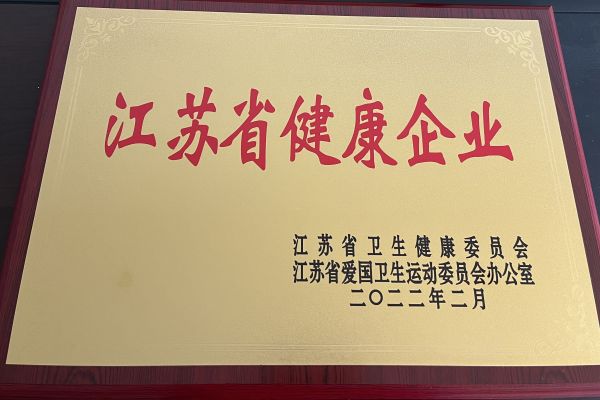 江苏省健康企业
江苏省卫生健康委员会
江苏省爱国卫生运动委员会办公室
二〇二二年二月